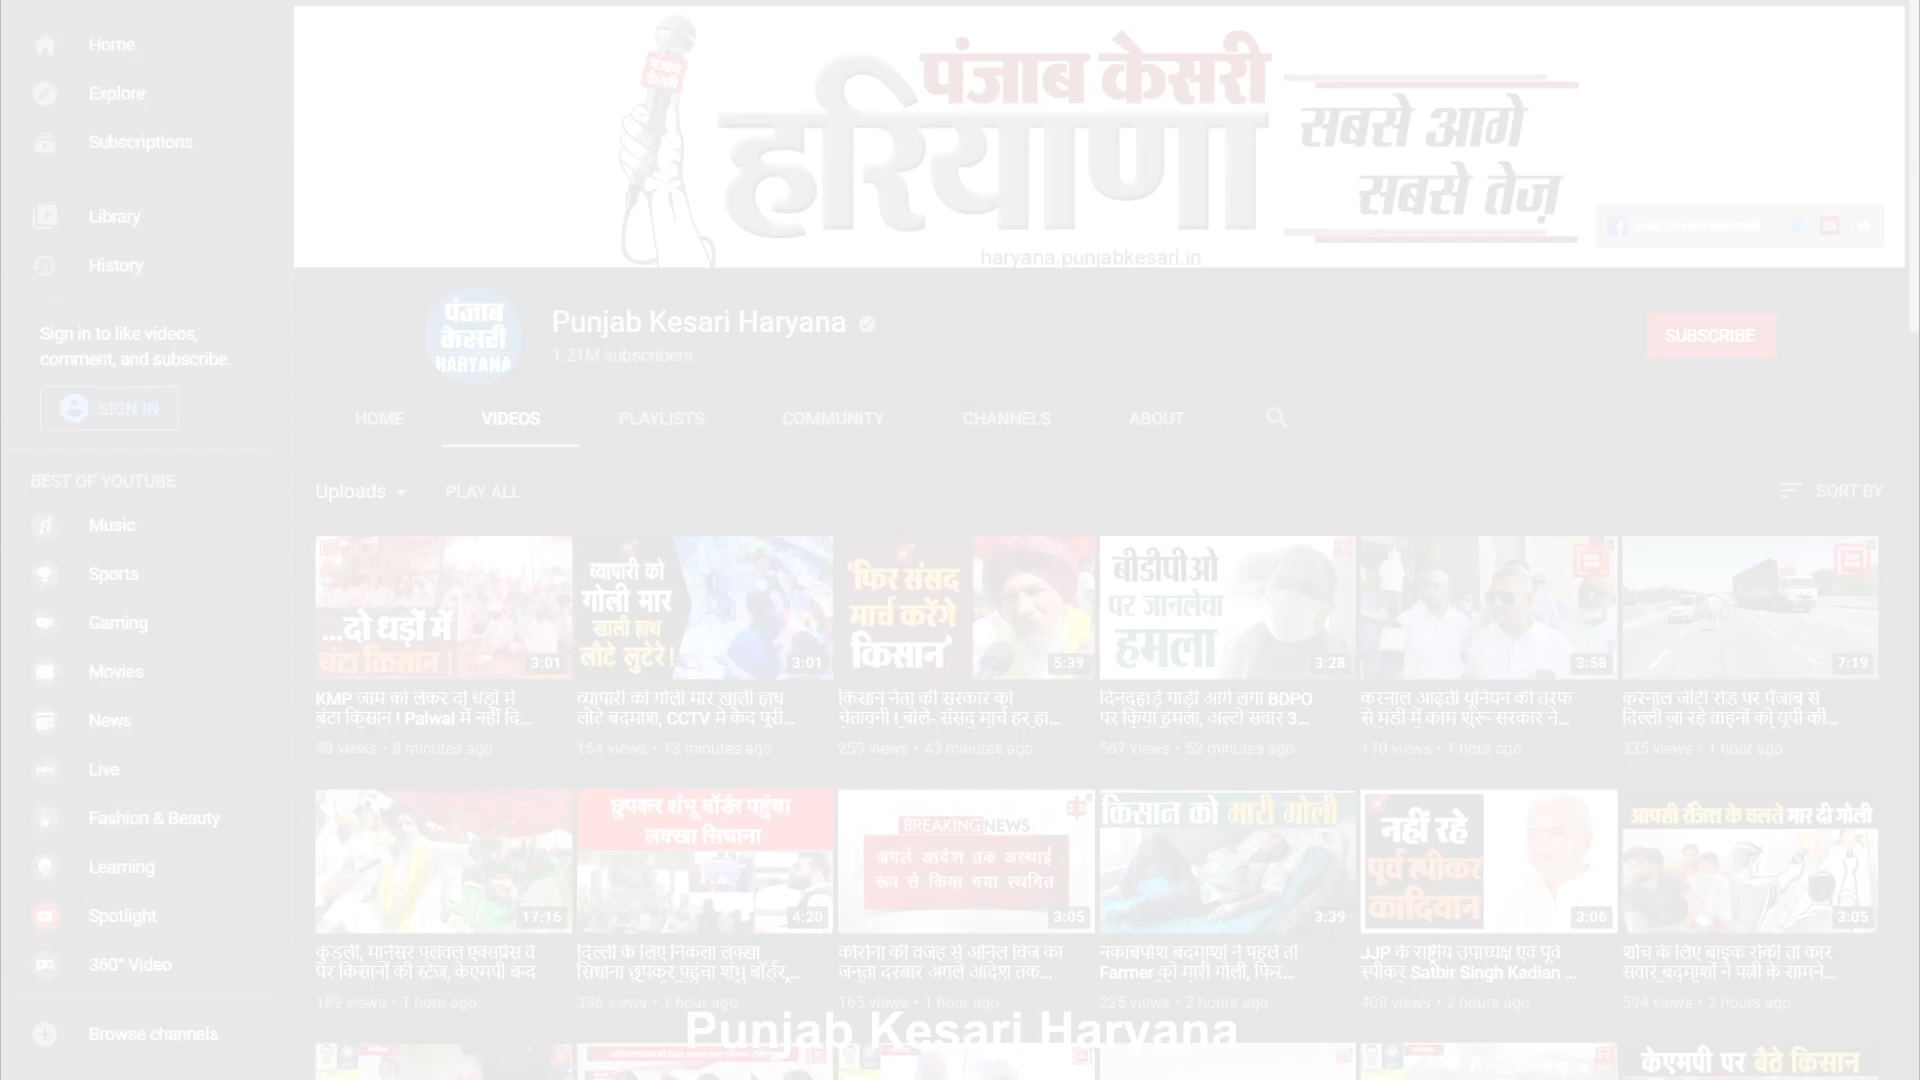 Home
Explore
Subscriptions
Library
History
Sign in to like videos,
comment, and subscribe.
SIGN IN
BEST OF YOUTUBE
Music
Sports
Gaming
Movies
News
Live
Fashion & Beauty
Learning
Spotlight
360° Video
Browse channels
पंजाब केसरी
पंजाब केसरी
हरियाणा
सबसे आगे
सबसे तेज़
haryana.punjabkesari.in
पंजाब
केसरी
HARYANA
Punjab Kesari Haryana
1.21M subscribers
SUBSCRIBE
HOME VIDEOS PLAYLISTS COMMUNITY CHANNELS ABOUT
Uploads PLAY ALL SORT BY
...दो धड़ों में
बंटा किसान !
3:01
व्यापारी को
गोली मार
खाली हाथ
लौटे लुटेरे !
3:01
'फिर संसद
मार्च करेंगे
किसान'
5:39
बीडीपीओ
पर जानलेवा
हमला
3:28
3:58
7:19
KMP जाम को लेकर दो धड़ों में
बंटा किसान ! Palwal में नहीं दि...
58 views • 8 minutes ago
व्यापारी को गोली मार खाली हाथ
लौटे बदमाश, CCTV में कैद पूरी...
154 views • 13 minutes ago
किसान नेता की सरकार को
चेतावनी ! बोले- संसद मार्च हर हा...
259 views • 43 minutes ago
दिनदहाड़े गाड़ी आगे लगा BDPO
पर किया हमला, अल्टो सवार 3...
567 views • 52 minutes ago
करनाल आढ़ती यूनियन की तरफ
से मंडी में काम शुरू सरकार ने...
170 views • 1 hour ago
करनाल जीटी रोड पर पंजाब से
दिल्ली जा रहे वाहनों को यूपी की...
335 views • 1 hour ago
17:16
छुपकर शंभू बॉर्डर पहुंचा
लक्खा सिधाना
4:20
BREAKING NEWS
अगले आदेश तक अस्थाई
रूप से किया गया स्थगित
3:05
किसान को मारी गोली
3:39
नहीं रहे
पूर्व स्पीकर
कादियान
3:06
आपसी रंजिश के चलते मार दी गोली
3:05
कुंडली, मानेसर पलवल एक्सप्रेस वे
पर किसानों की स्टेज, केएमपी बन्द
189 views • 1 hour ago
दिल्ली के लिए निकला लक्खा
सिधाना छुपकर पहुंचा शंभू बॉर्डर,...
336 views • 1 hour ago
कोरोना की वजह से अनिल विज का
जनता दरबार अगले आदेश तक...
165 views • 1 hour ago
नकाबपोश बदमाशों ने पहले तो
Farmer को मारी गोली, फिर...
225 views • 2 hours ago
JJP के राष्ट्रीय उपाध्यक्ष एवं पूर्व
स्पीकर Satbir Singh Kadian ...
408 views • 2 hours ago
शौच के लिए बाइक रोकी तो कार
सवार बदमाशों ने पत्नी के सामने...
594 views • 2 hours ago
Punjab Kesari Haryana
केएमपी पर बैठे किसान